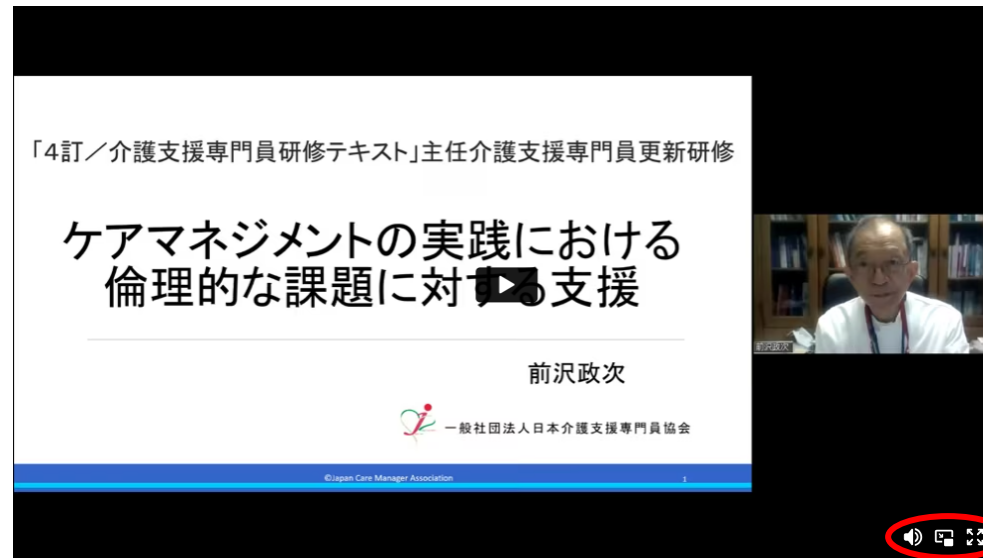 「4訂／介護支援専門員研修テキスト」主任介護支援専門員更新研修
ケアマネジメントの実践における
倫理的な課題に対する支援
前沢政次
一般社団法人日本介護支援専門員協会
©Japan Care Manager Association
1
前沢政次